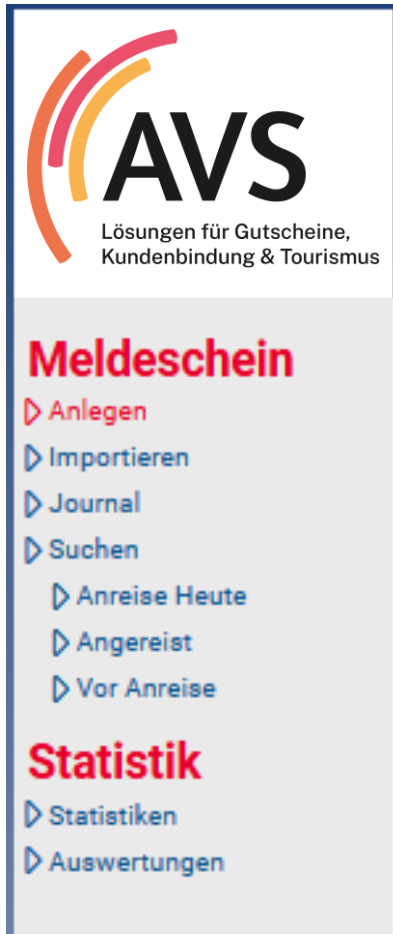 AVS
Lösungen für Gutscheine,
Kundenbindung & Tourismus
Meldeschein
Anlegen
Importieren
Journal
Suchen
Anreise Heute
Angereist
Vor Anreise
Statistik
Statistiken
Auswertungen